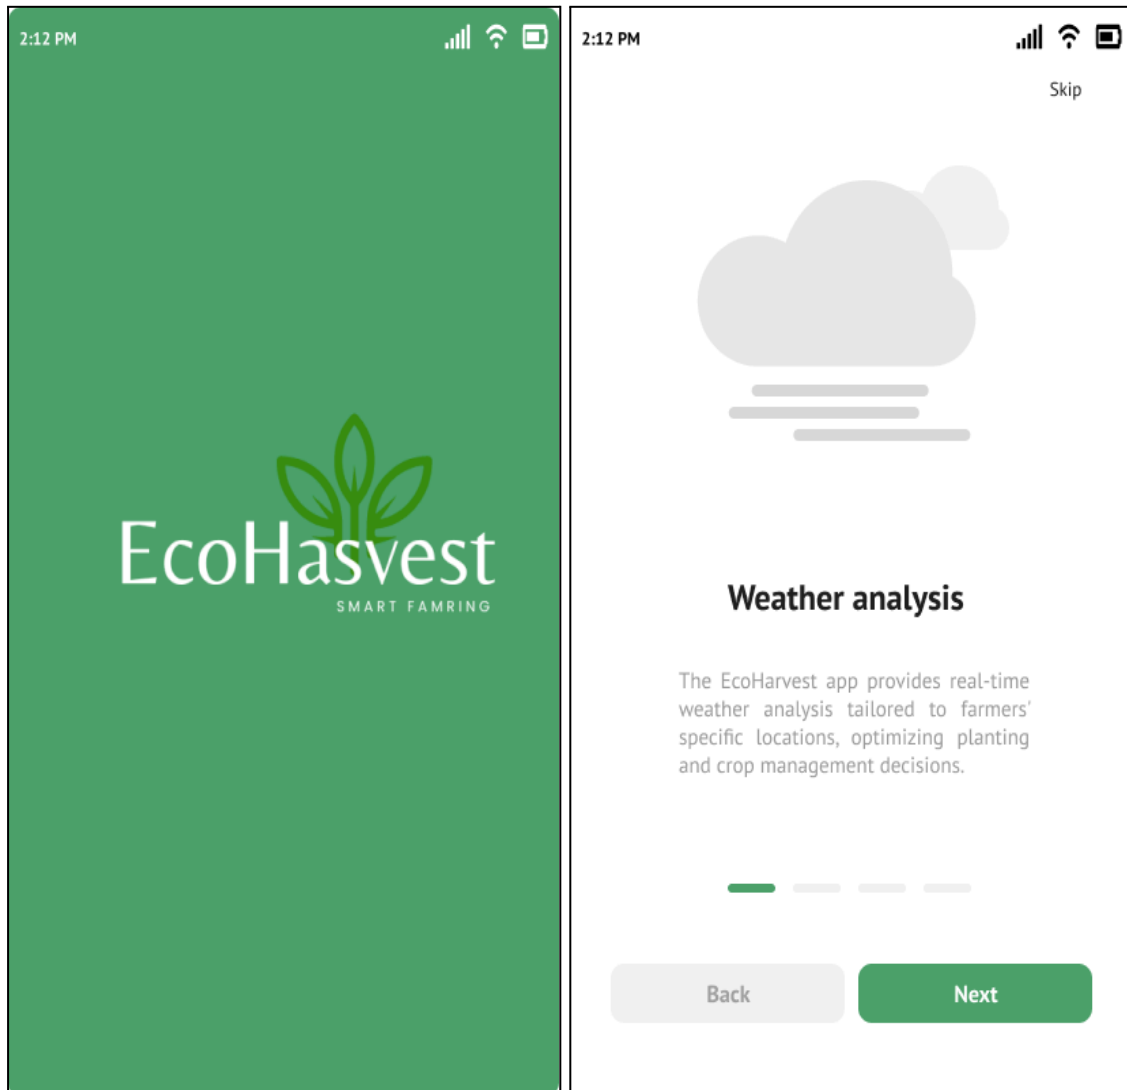 2:12 PM
EcoHasvest
SMART FAMRING
2:12 PM
Skip
Weather analysis
The EcoHarvest app provides real-time
weather analysis tailored to farmers'
specific locations, optimizing planting
and crop management decisions.
Back
Next